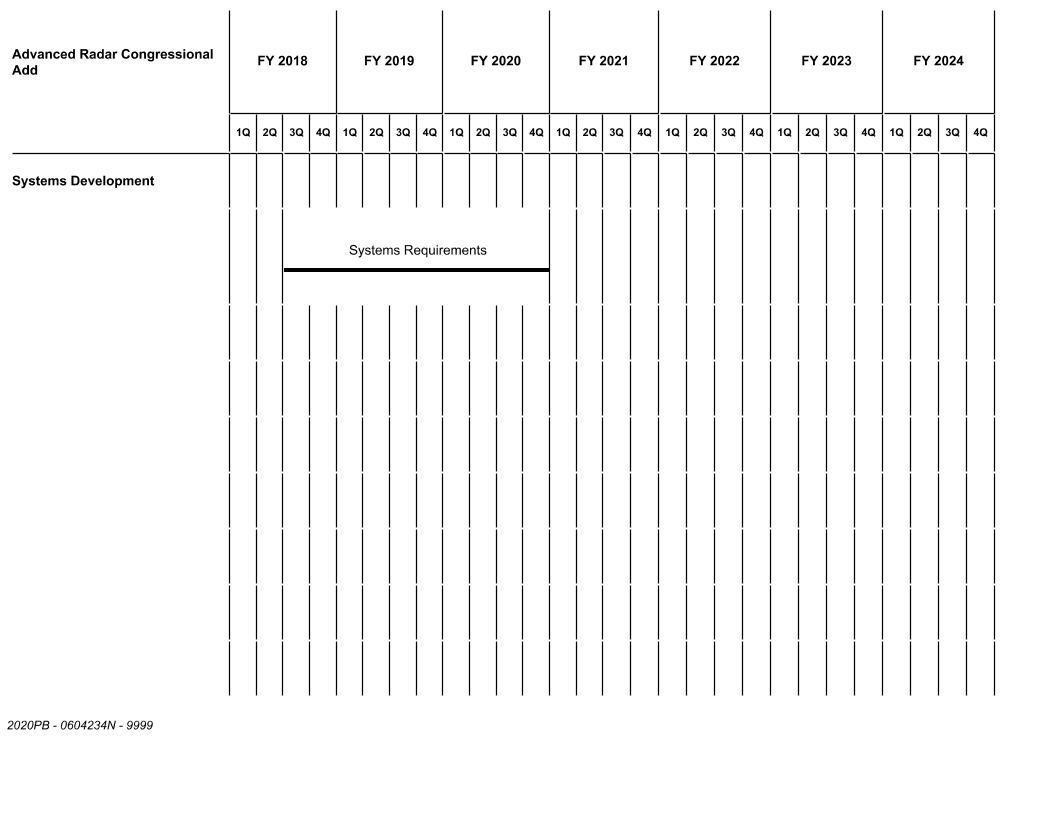 Advanced Radar Congressional
Add
FY 2018 FY 2019 FY 2020 FY 2021 FY 2022 FY 2023 FY 2024
1Q 2Q 3Q 4Q 1Q 2Q 3Q 4Q 1Q 2Q 3Q 4Q 1Q 2Q 3Q 4Q 1Q 2Q 3Q 4Q 1Q 2Q 3Q 4Q 1Q 2Q 3Q 4Q
Systems Development
Systems Requirements
2020PB - 0604234N - 9999